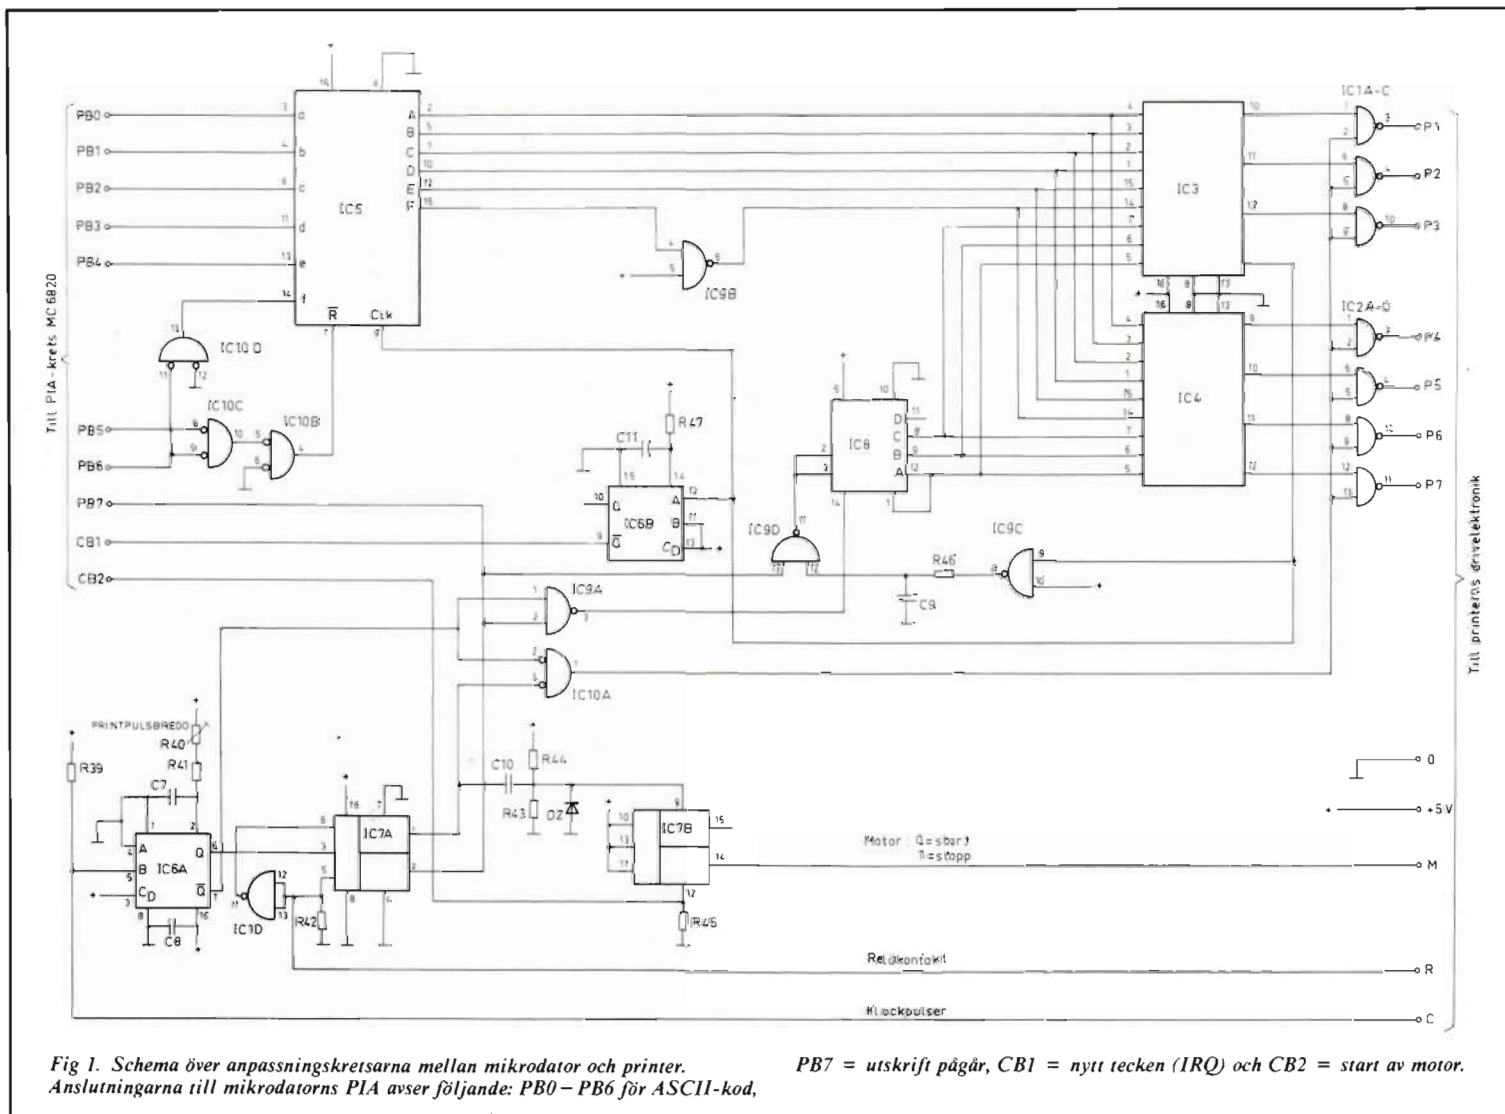 IC1A-C
PB0
PB1
PB2
PB3
PB4
PB5
PB6
PB7
CB1
CB2
Till PIA-krets MC6820
a
b
c
d
e
f
A
B
C
D
E
F
IC5
R
Clk
IC10D
IC10C
IC10B
IC9B
IC3
IC4
P1
P2
P3
IC2A-D
P4
P5
P6
P7
C11
R47
Q
A
B
CD
Q
IC6B
IC8
D
C
B
A
IC9D
IC9C
R46
C9
IC9A
IC10A
Till printerns drivelektronik
PRINTPULSBREDD
R40
R39
R41
C7
A
B
CD
Q
Q
IC6A
C8
R42
IC7A
C10
R44
R43
D2
IC7B
R45
Motor: 0=start
1=stopp
0
+5V
M
Reläkontakt
R
Klockpulser
C
Fig 1. Schema över anpassningskretsarna mellan mikrodator och printer.
Anslutningarna till mikrodatorns PIA avser följande: PB0–PB6 för ASCII-kod,
PB7 = utskrift pågår, CB1 = nytt tecken (IRQ) och CB2 = start av motor.